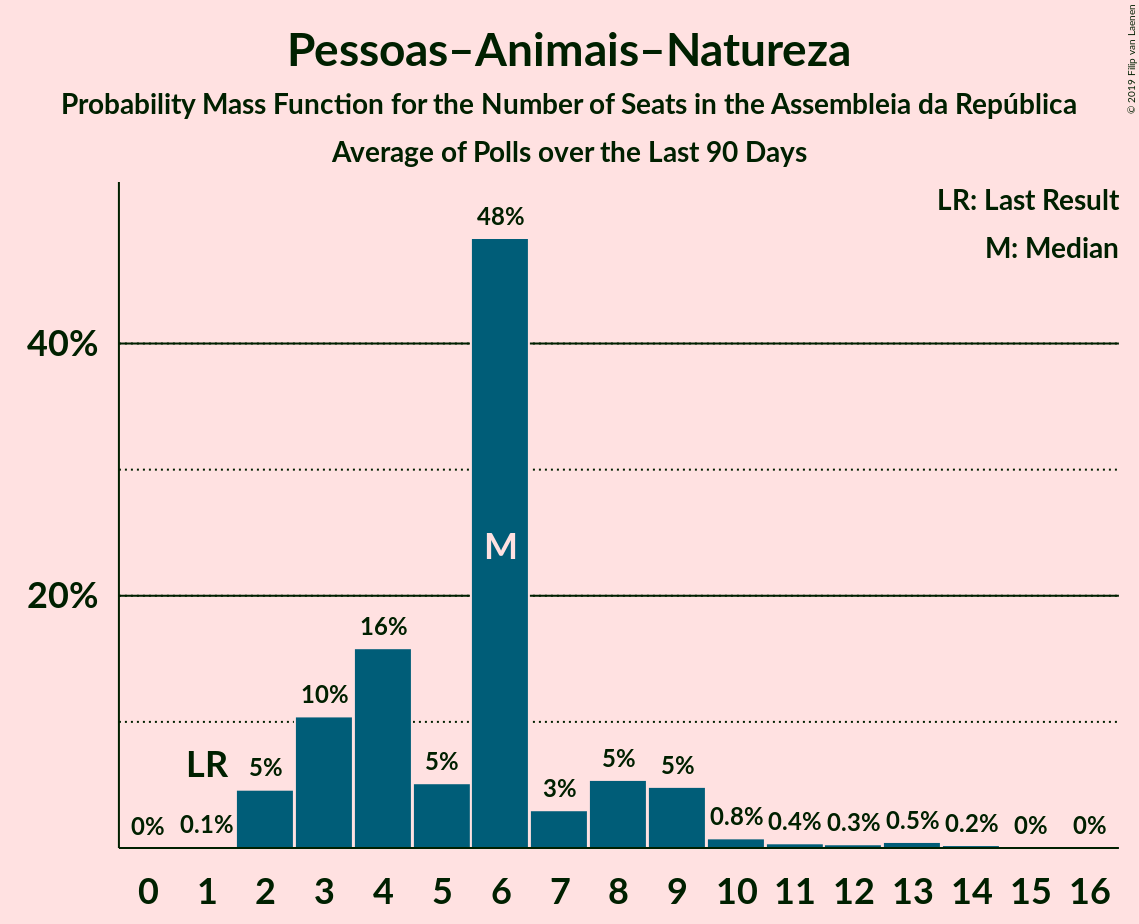 Pessoas–Animais–Natureza
Probability Mass Function for the Number of Seats in the Assembleia da República
Average of Polls over the Last 90 Days
© 2019 Filip van Laenen
LR: Last Result
M: Median
48%
40%
M
20%
16%
10%
LR
5%
5%
3%
5%
5%
0%
0.1%
0.8%
0.4%
0.3%
0.5%
0.2%
0%
0%
0 1 2 3 4 5 6 7 8 9 10 11 12 13 14 15 16